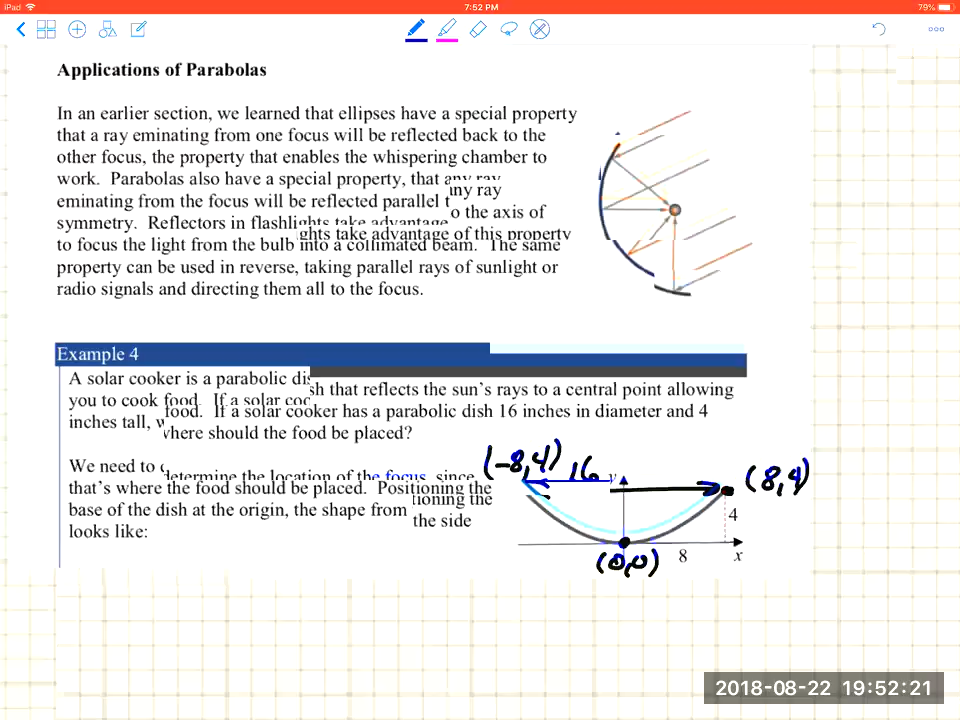 iPad
7:52 PM
79%
Applications of Parabolas
In an earlier section, we learned that ellipses have a special property
that a ray eminating from one focus will be reflected back to the
other focus, the property that enables the whispering chamber to
work. Parabolas also have a special property, that any ray
eminating from the focus will be reflected parallel to the axis of
symmetry. Reflectors in flashlights take advantage of this property
to focus the light from the bulb into a collimated beam. The same
property can be used in reverse, taking parallel rays of sunlight or
radio signals and directing them all to the focus.
Example 4
A solar cooker is a parabolic dish that reflects the sun's rays to a central point allowing
you to cook food. If a solar cooker has a parabolic dish 16 inches in diameter and 4
inches tall, where should the food be placed?
We need to determine the location of the focus, since
that's where the food should be placed. Positioning the
base of the dish at the origin, the shape from the side
looks like:
(-8,4) 16 y (8,4)
4
(0,0) 8 x
2018-08-22 19:52:21